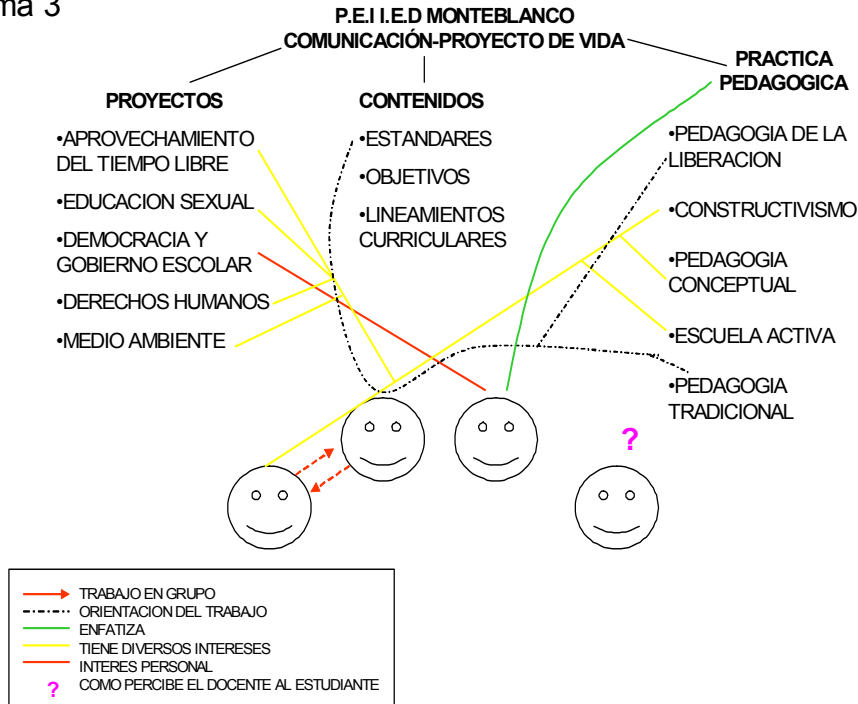 ma 3
P.E.I I.E.D MONTEBLANCO
COMUNICACIÓN-PROYECTO DE VIDA
PROYECTOS
•APROVECHAMIENTO
DEL TIEMPO LIBRE
•EDUCACION SEXUAL
•DEMOCRACIA Y
GOBIERNO ESCOLAR
•DERECHOS HUMANOS
•MEDIO AMBIENTE
CONTENIDOS
•ESTANDARES
•OBJETIVOS
•LINEAMIENTOS
CURRICULARES
PRACTICA
PEDAGOGICA
•PEDAGOGIA DE LA
LIBERACION
•CONSTRUCTIVISMO
•PEDAGOGIA
CONCEPTUAL
•ESCUELA ACTIVA
•PEDAGOGIA
TRADICIONAL
?
TRABAJO EN GRUPO
ORIENTACION DEL TRABAJO
ENFATIZA
TIENE DIVERSOS INTERESES
INTERES PERSONAL
? COMO PERCIBE EL DOCENTE AL ESTUDIANTE